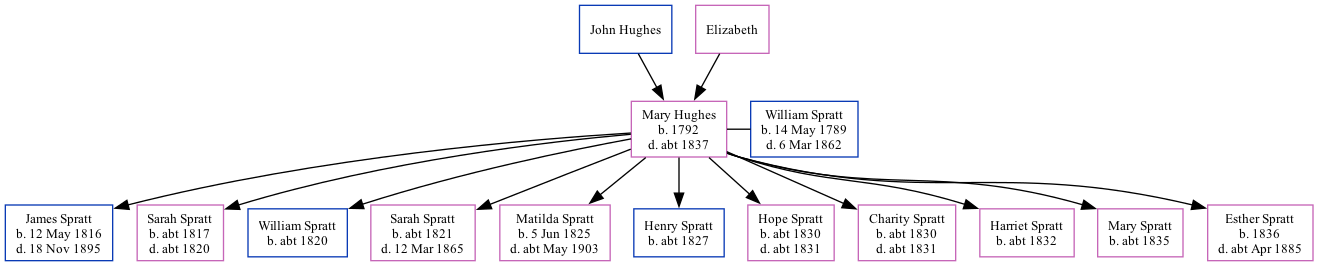 John Hughes
Elizabeth
Mary Hughes
b. 1792
d. abt 1837
William Spratt
b. 14 May 1789
d. 6 Mar 1862
James Spratt
b. 12 May 1816
d. 18 Nov 1895
Sarah Spratt
b. abt 1817
d. abt 1820
William Spratt
b. abt 1820
Sarah Spratt
b. abt 1821
d. 12 Mar 1865
Matilda Spratt
b. 5 Jun 1825
d. abt May 1903
Henry Spratt
b. abt 1827
Hope Spratt
b. abt 1830
d. abt 1831
Charity Spratt
b. abt 1830
d. abt 1831
Harriet Spratt
b. abt 1832
Mary Spratt
b. abt 1835
Esther Spratt
b. 1836
d. abt Apr 1885